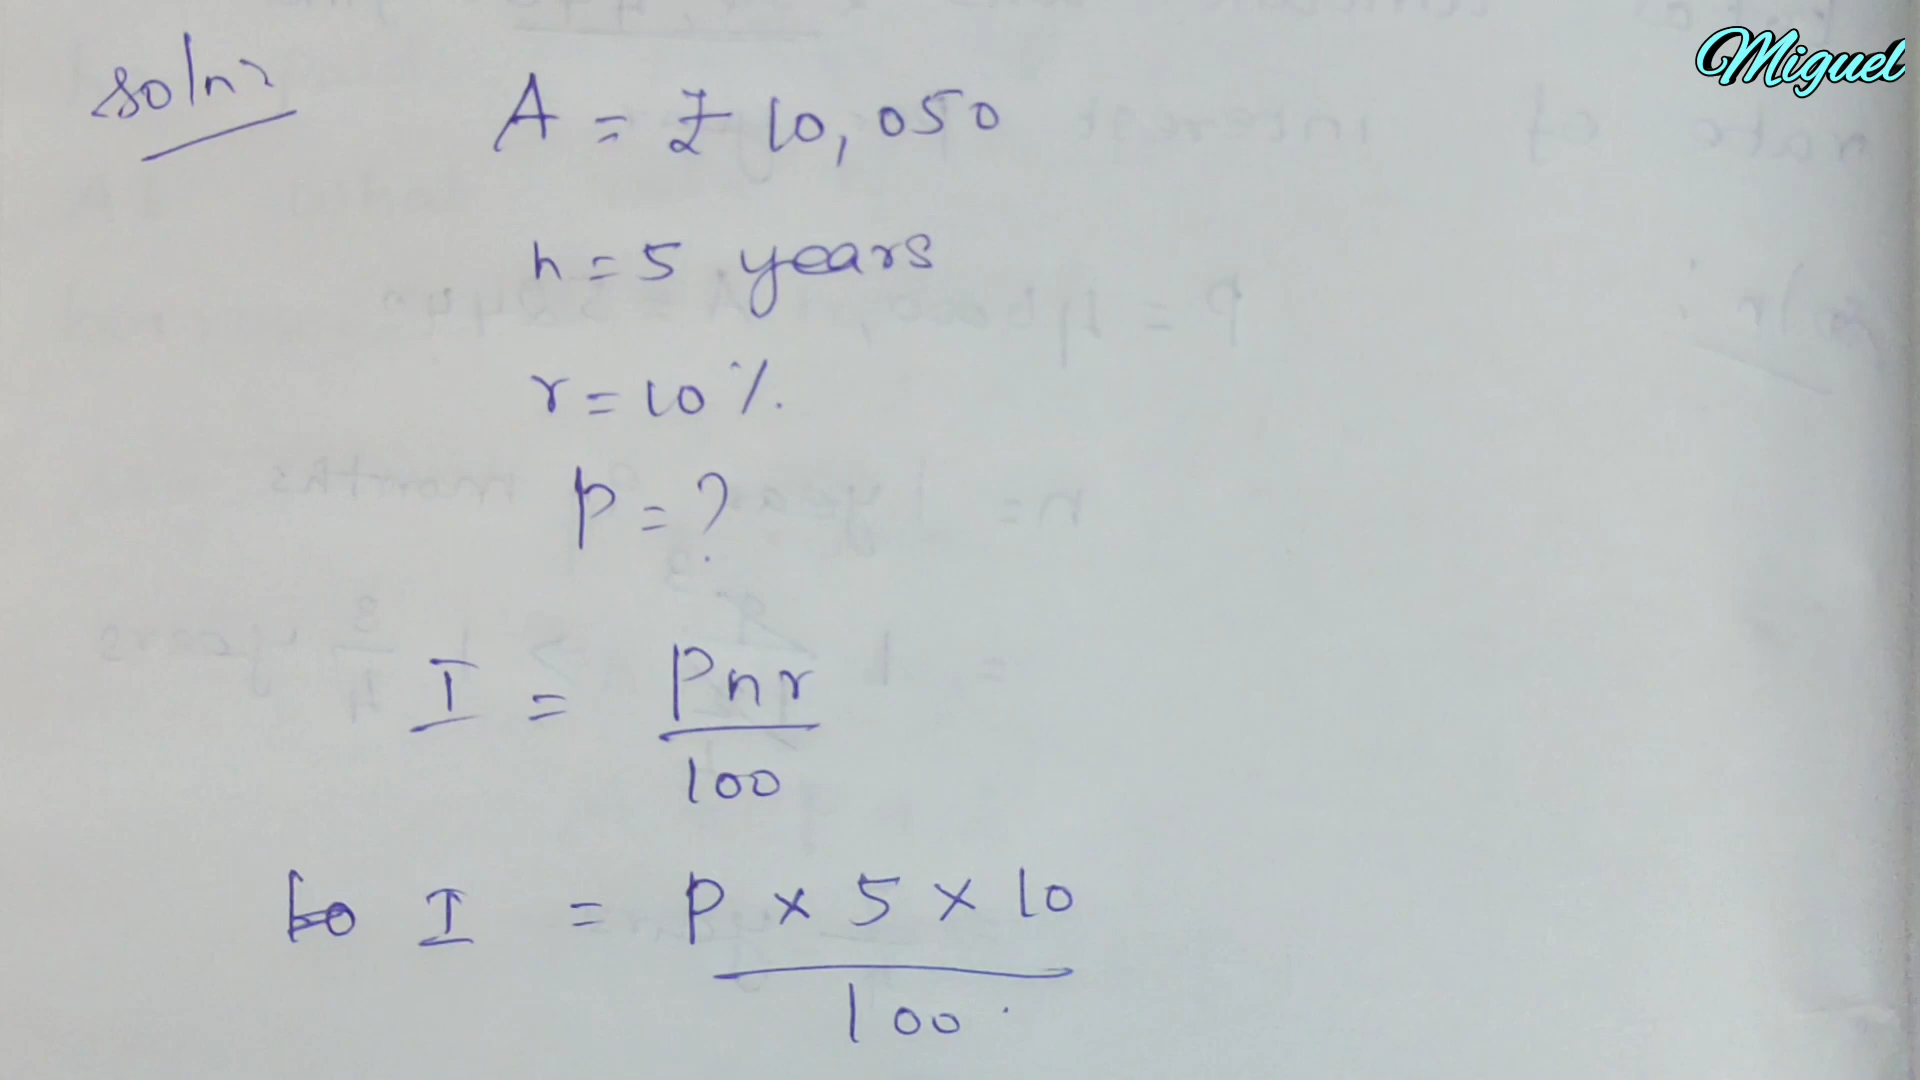 Miguel
soln:
A = ₹ 10,050
n = 5 years
r = 10 %.
P = ?
I = Pnr
100
I = P x 5 x 10
100